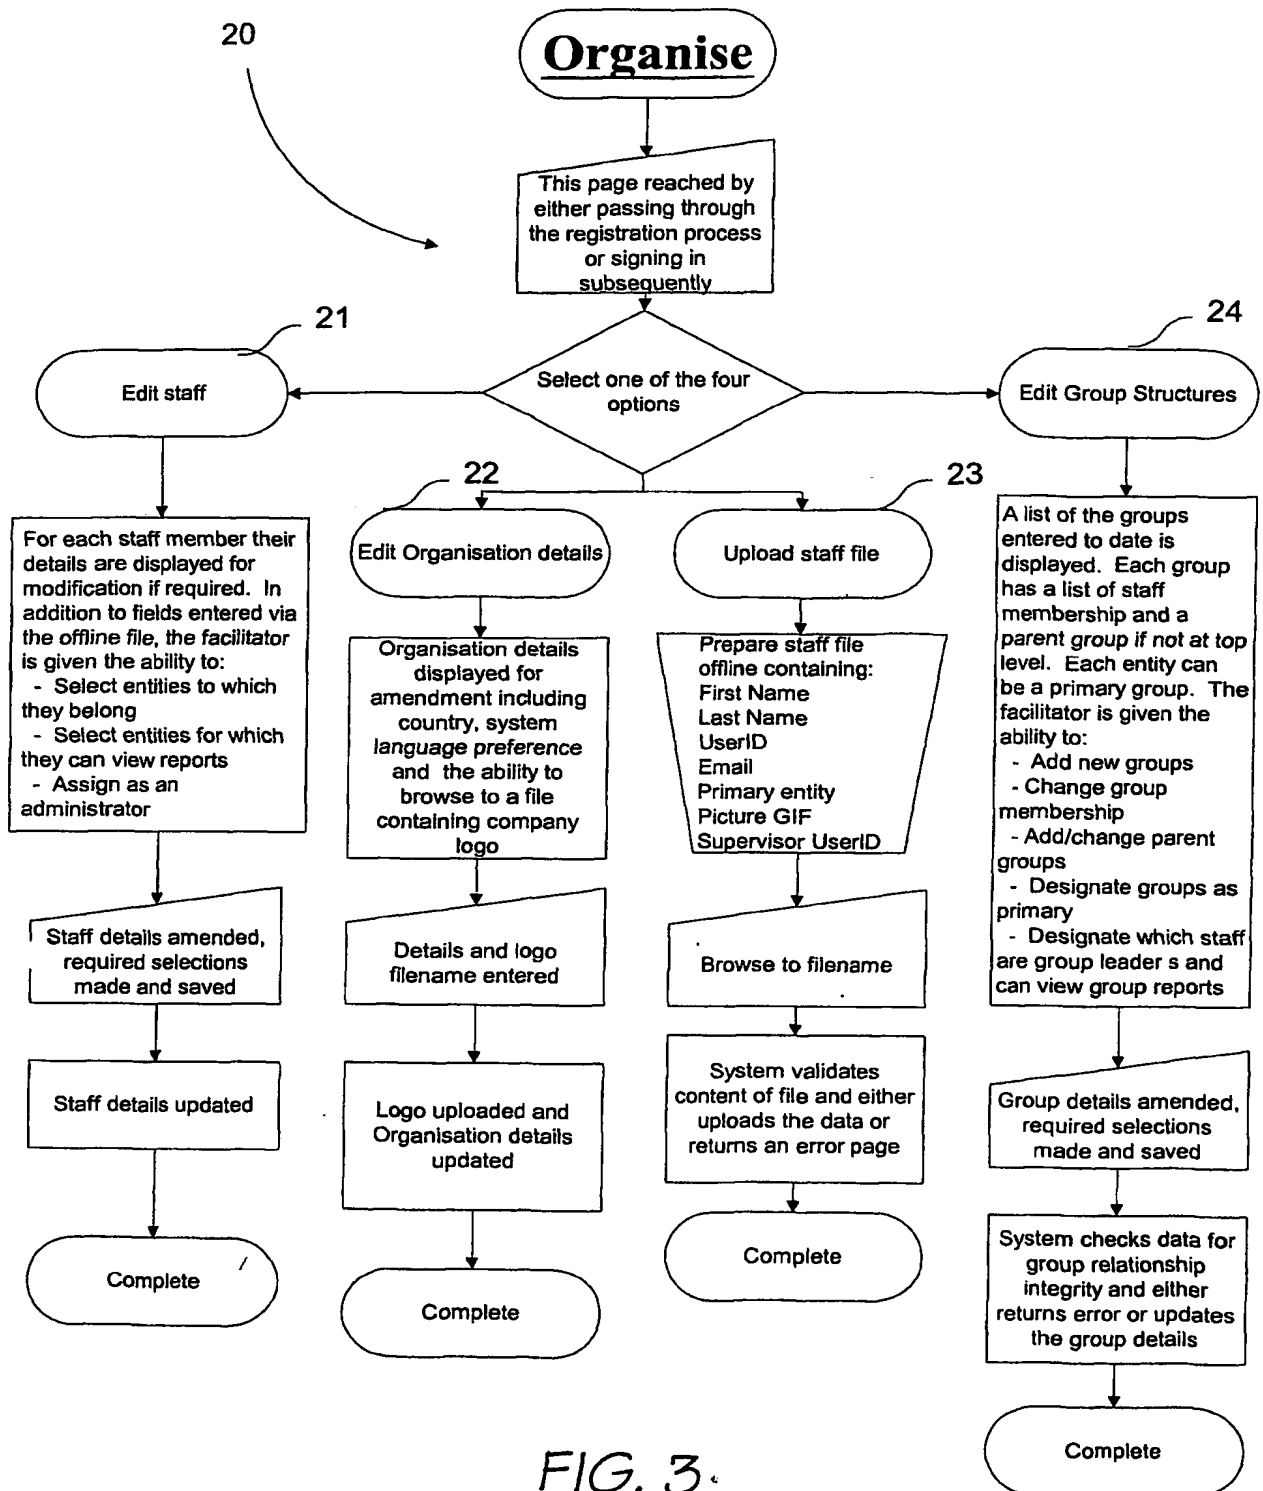 20
Organise
This page reached by
either passing through
the registration process
or signing in
subsequently
21
24
Edit staff
Select one of the four
options
Edit Group Structures
22
23
Edit Organisation details
Upload staff file
For each staff member their
details are displayed for
modification if required. In
addition to fields entered via
the offline file, the facilitator
is given the ability to:
- Select entities to which
they belong
- Select entities for which
they can view reports
- Assign as an
administrator
Staff details amended,
required selections
made and saved
Staff details updated
Complete
Organisation details
displayed for
amendment including
country, system
language preference
and the ability to
browse to a file
containing company
logo
Details and logo
filename entered
Logo uploaded and
Organisation details
updated
Complete
Prepare staff file
offline containing:
First Name
Last Name
UserID
Email
Primary entity
Picture GIF
Supervisor UserID
Browse to filename
System validates
content of file and either
uploads the data or
returns an error page
Complete
A list of the groups
entered to date is
displayed. Each group
has a list of staff
membership and a
parent group if not at top
level. Each entity can
be a primary group. The
facilitator is given the
ability to:
- Add new groups
- Change group
membership
- Add/change parent
groups
- Designate groups as
primary
- Designate which staff
are group leader s and
can view group reports
Group details amended,
required selections
made and saved
System checks data for
group relationship
integrity and either
returns error or updates
the group details
Complete
FIG. 3.